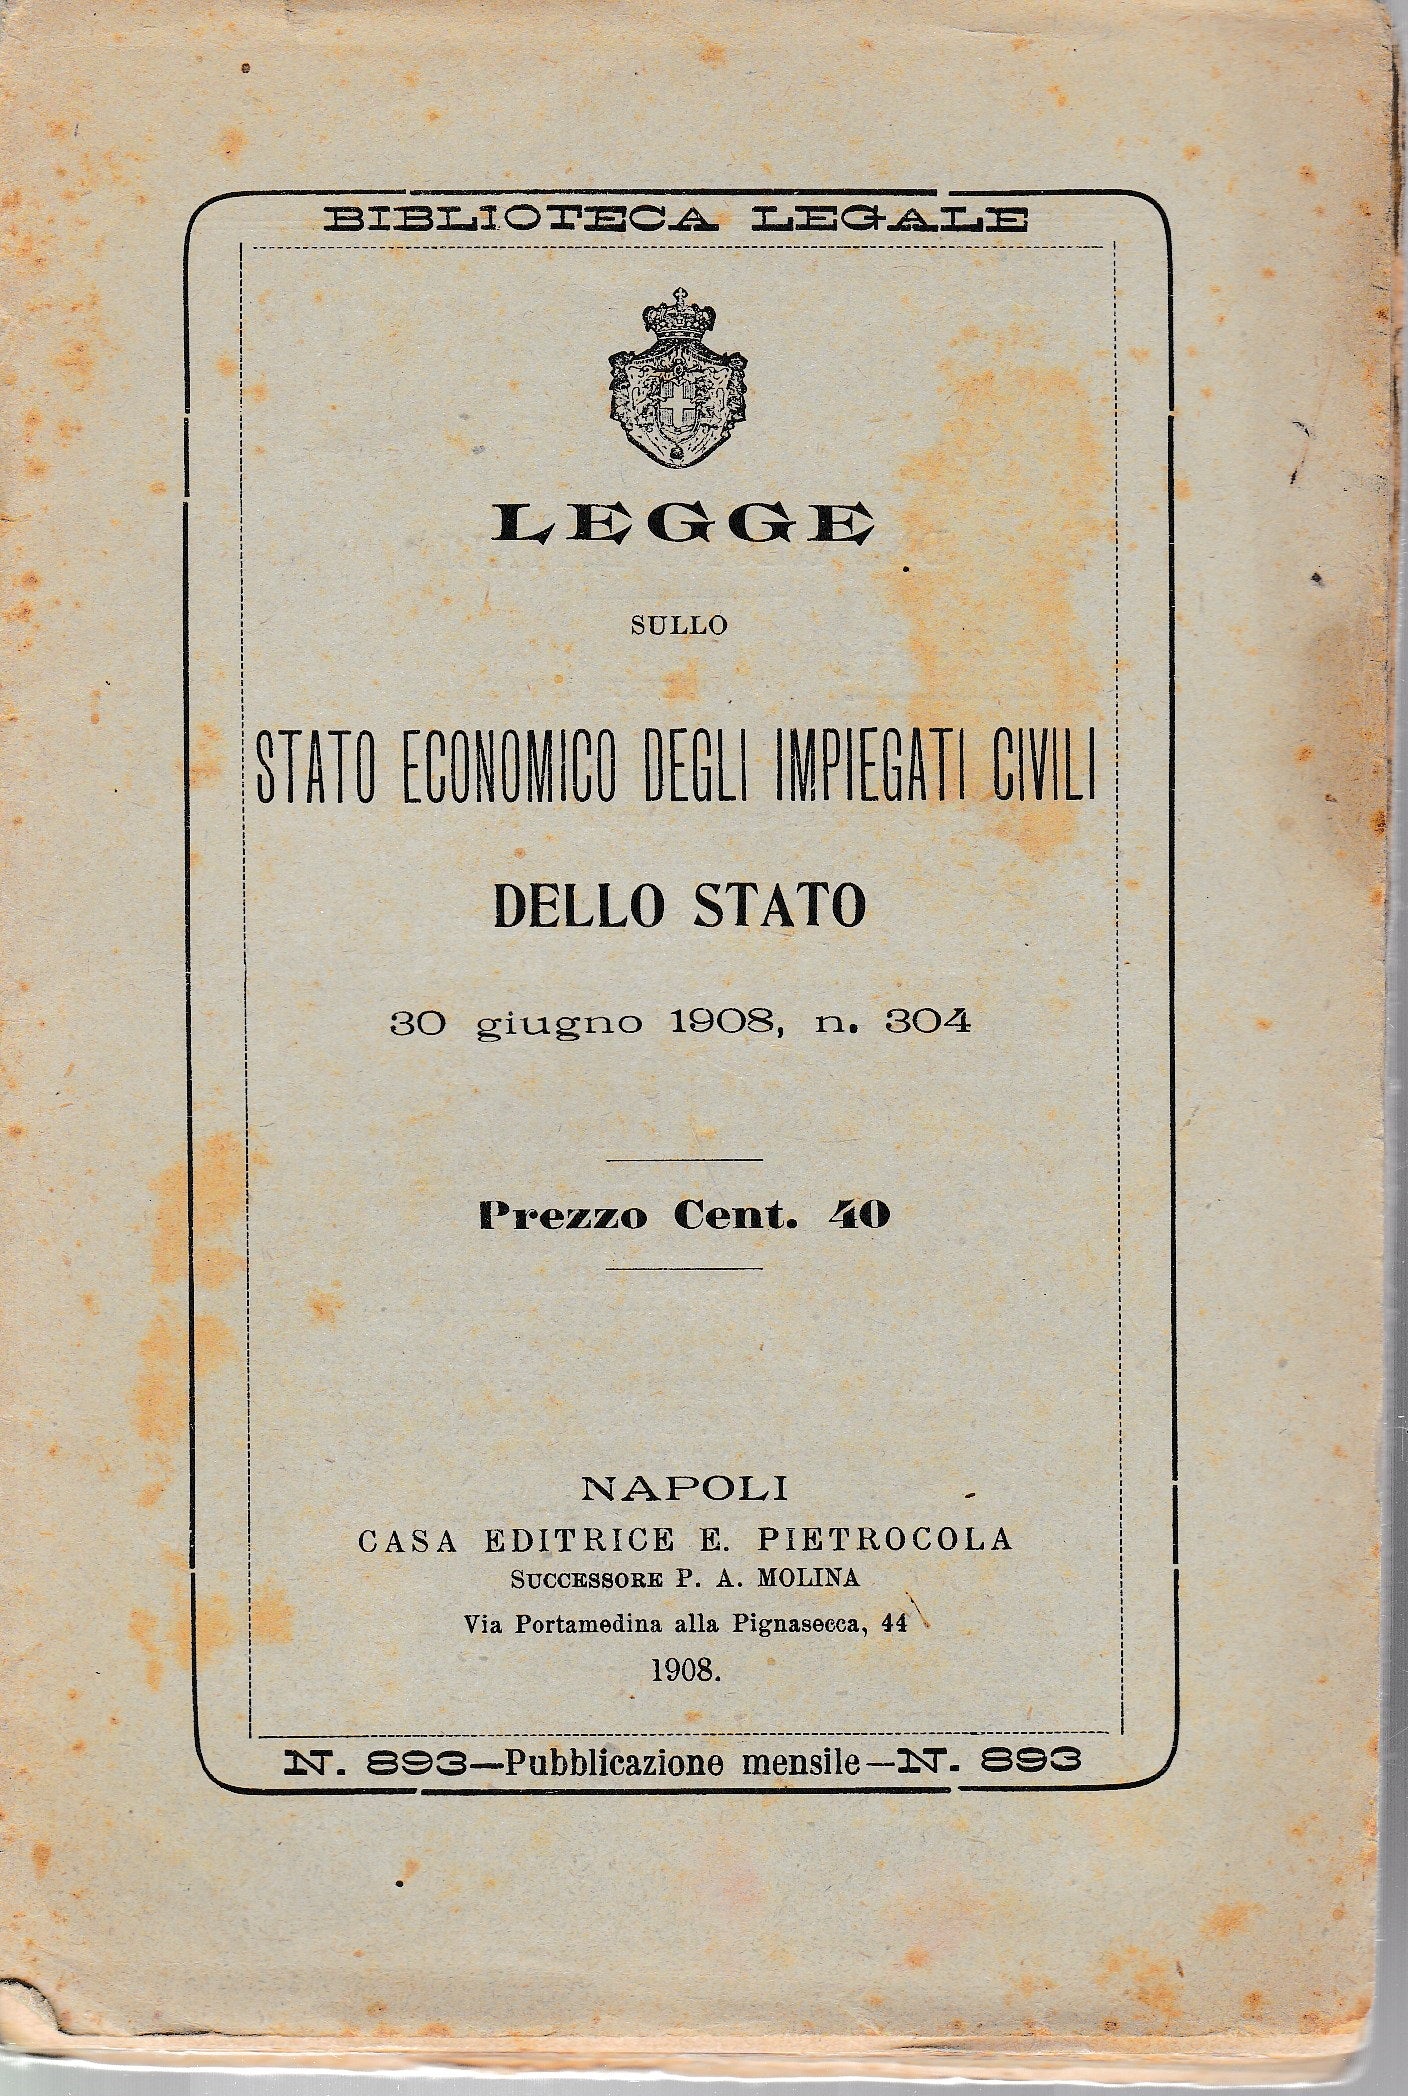 BIBLIOTECA LEGALE
LEGGE
SULLO
STATO ECONOMICO DEGLI IMPIEGATI CIVILI
DELLO STATO
30 giugno 1908, n. 304
Prezzo Cent. 40
NAPOLI
CASA EDITRICE E. PIETROCOLA
SUCCESSORE P. A. MOLINA
Via Portamedina alla Pignasecca, 44
1908.
N. 893—Pubblicazione mensile—N. 893